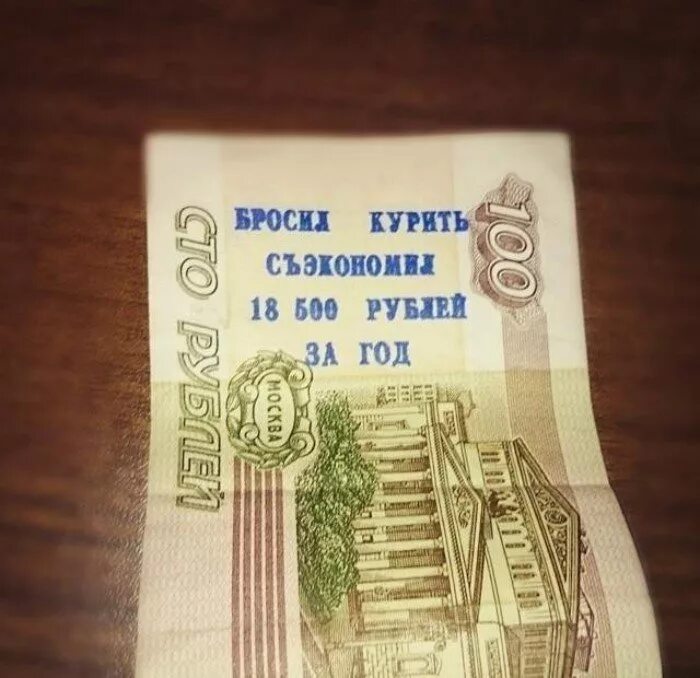 БРОСИЛ КУРИТЬ
СЪЭКОНОМИЛ
18 500 РУБЛЕЙ
ЗА ГОД
100
СТО РУБЛЕЙ
МОСКВА